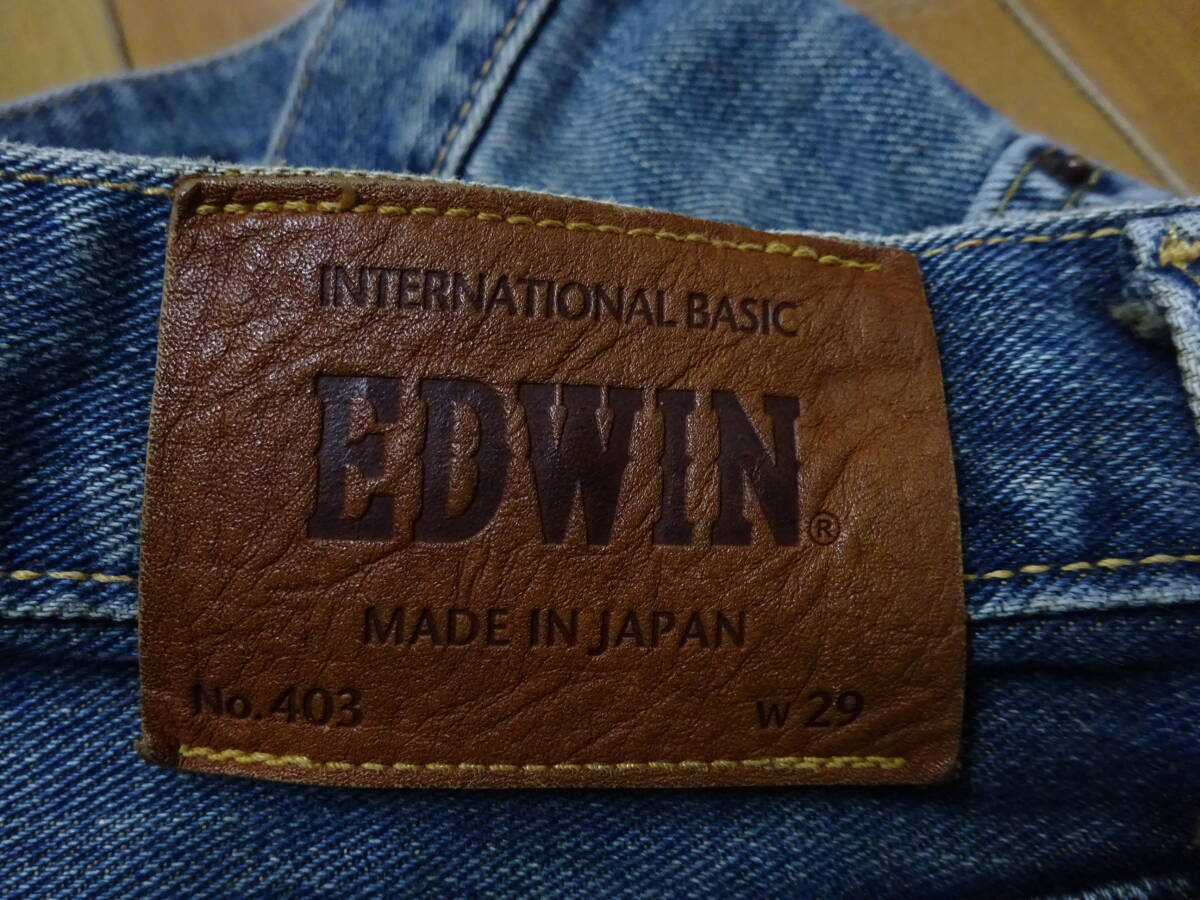 INTERNATIONAL BASIC
EDWIN®
MADE IN JAPAN
No.403 W 29